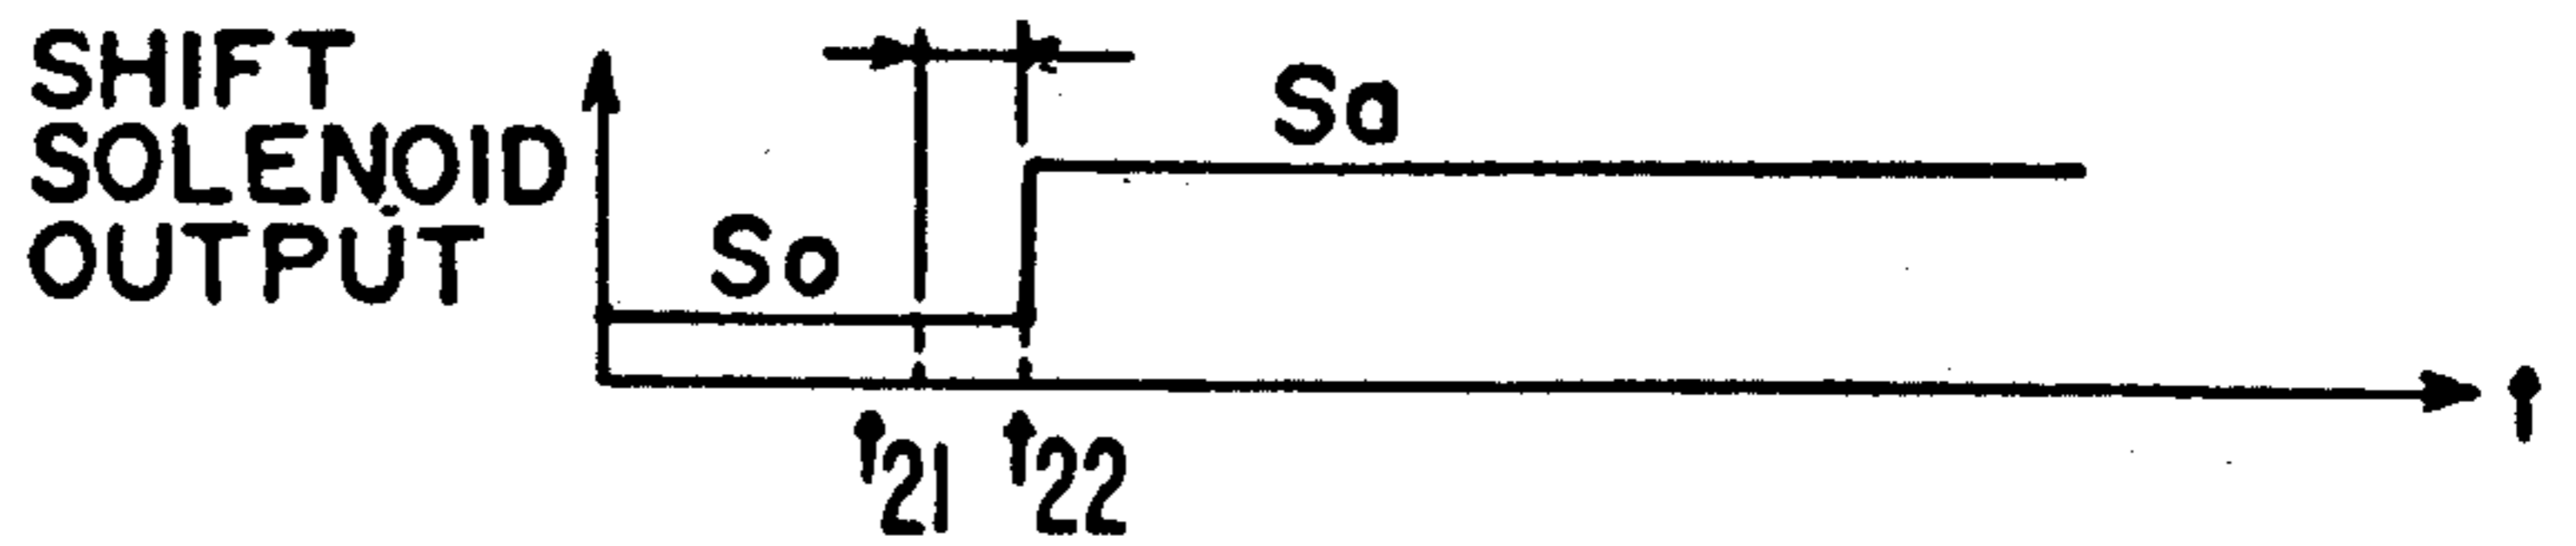 SHIFT
SOLENOID
OUTPUT
Sa
So
t21
t22
t